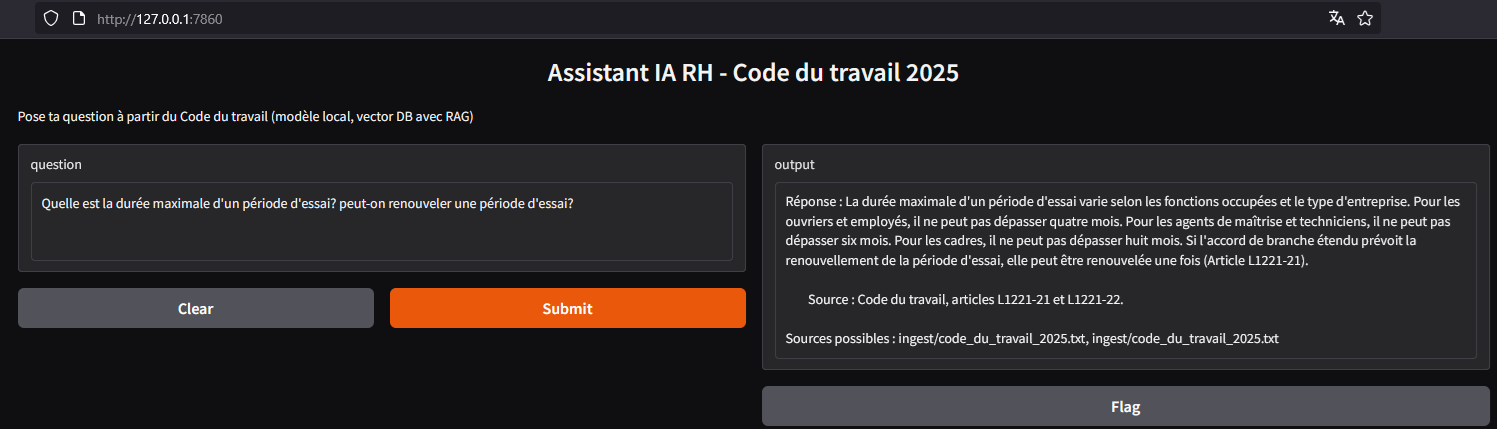 http://127.0.0.1:7860
Assistant IA RH - Code du travail 2025
Pose ta question à partir du Code du travail (modèle local, vector DB avec RAG)
question
Quelle est la durée maximale d'un période d'essai? peut-on renouveler une période d'essai?
Clear
Submit
output
Réponse : La durée maximale d'un période d'essai varie selon les fonctions occupées et le type d'entreprise. Pour les
ouvriers et employés, il ne peut pas dépasser quatre mois. Pour les agents de maîtrise et techniciens, il ne peut pas
dépasser six mois. Pour les cadres, il ne peut pas dépasser huit mois. Si l'accord de branche étendu prévoit la
renouvellement de la période d'essai, elle peut être renouvelée une fois (Article L1221-21).
Source : Code du travail, articles L1221-21 et L1221-22.
Sources possibles : ingest/code_du_travail_2025.txt, ingest/code_du_travail_2025.txt
Flag